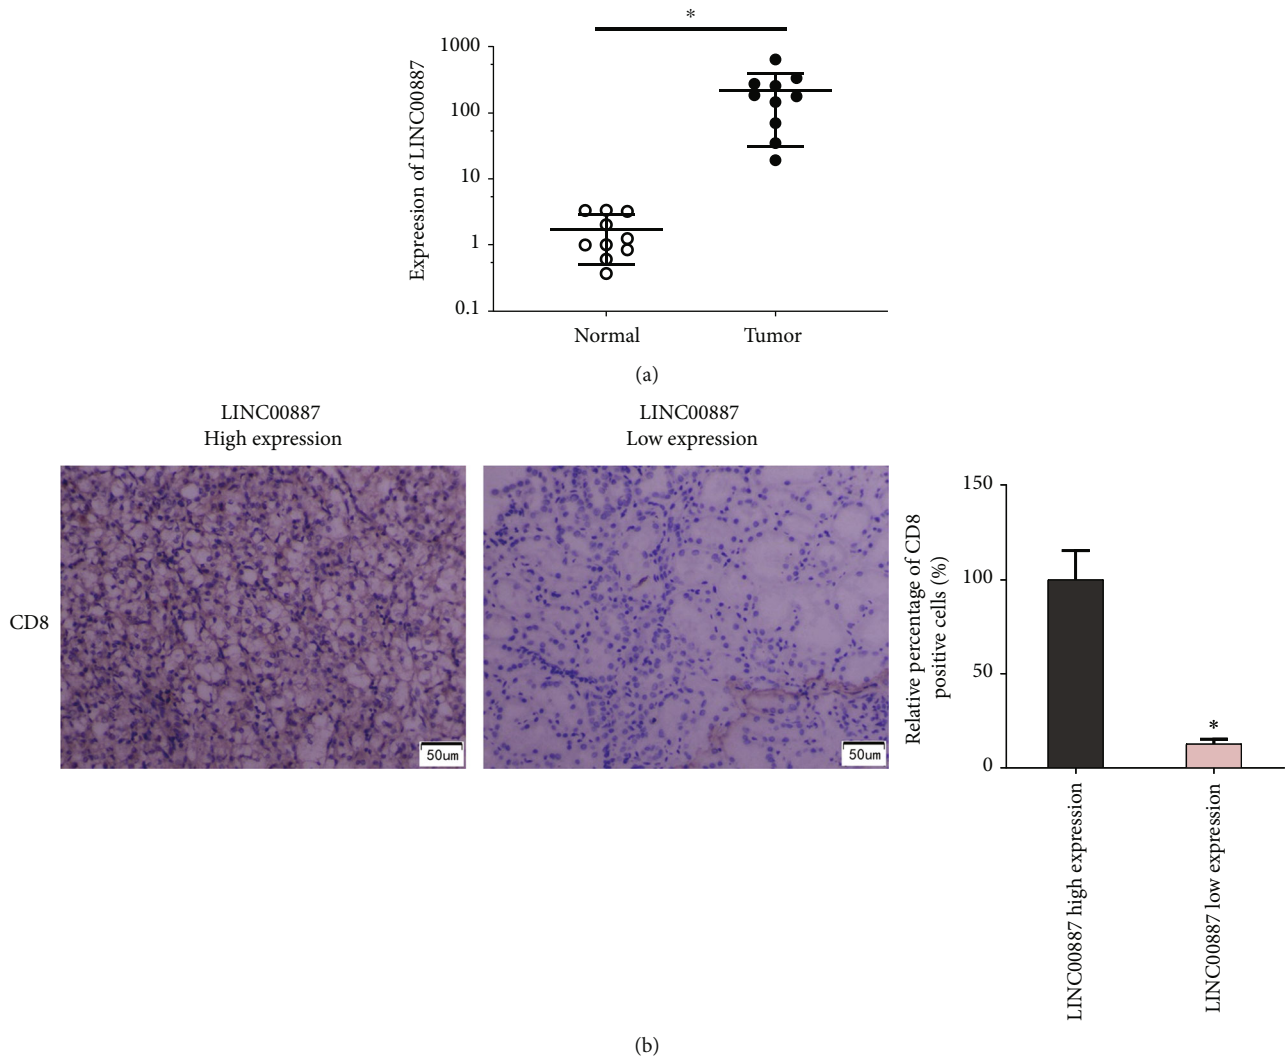 *
1000
100
10
1
0.1
Expreesion of LINC00887
Normal
Tumor
(a)
LINC00887
High expression
LINC00887
Low expression
CD8
50um
50um
150
100
50
0
Relative percentage of CD8
positive cells (%)
*
LINC00887 high expression
LINC00887 low expression
(b)